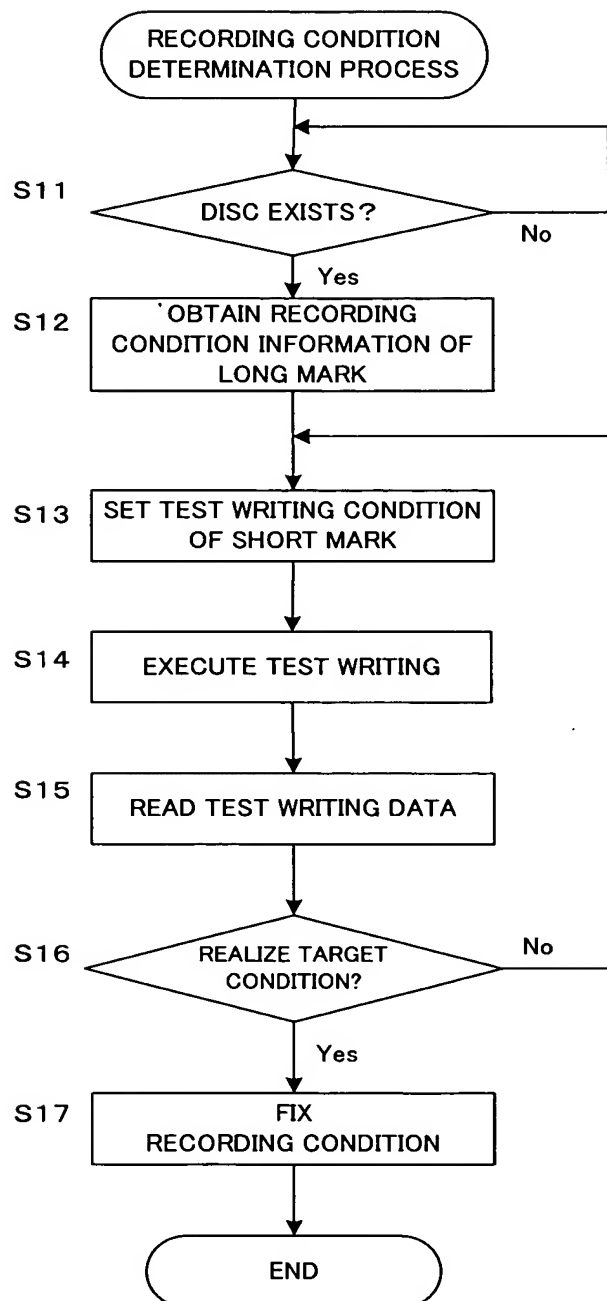 RECORDING CONDITION
DETERMINATION PROCESS
S11
DISC EXISTS?
No
Yes
S12
OBTAIN RECORDING
CONDITION INFORMATION OF
LONG MARK
S13
SET TEST WRITING CONDITION
OF SHORT MARK
S14
EXECUTE TEST WRITING
S15
READ TEST WRITING DATA
S16
REALIZE TARGET
CONDITION?
No
Yes
S17
FIX
RECORDING CONDITION
END